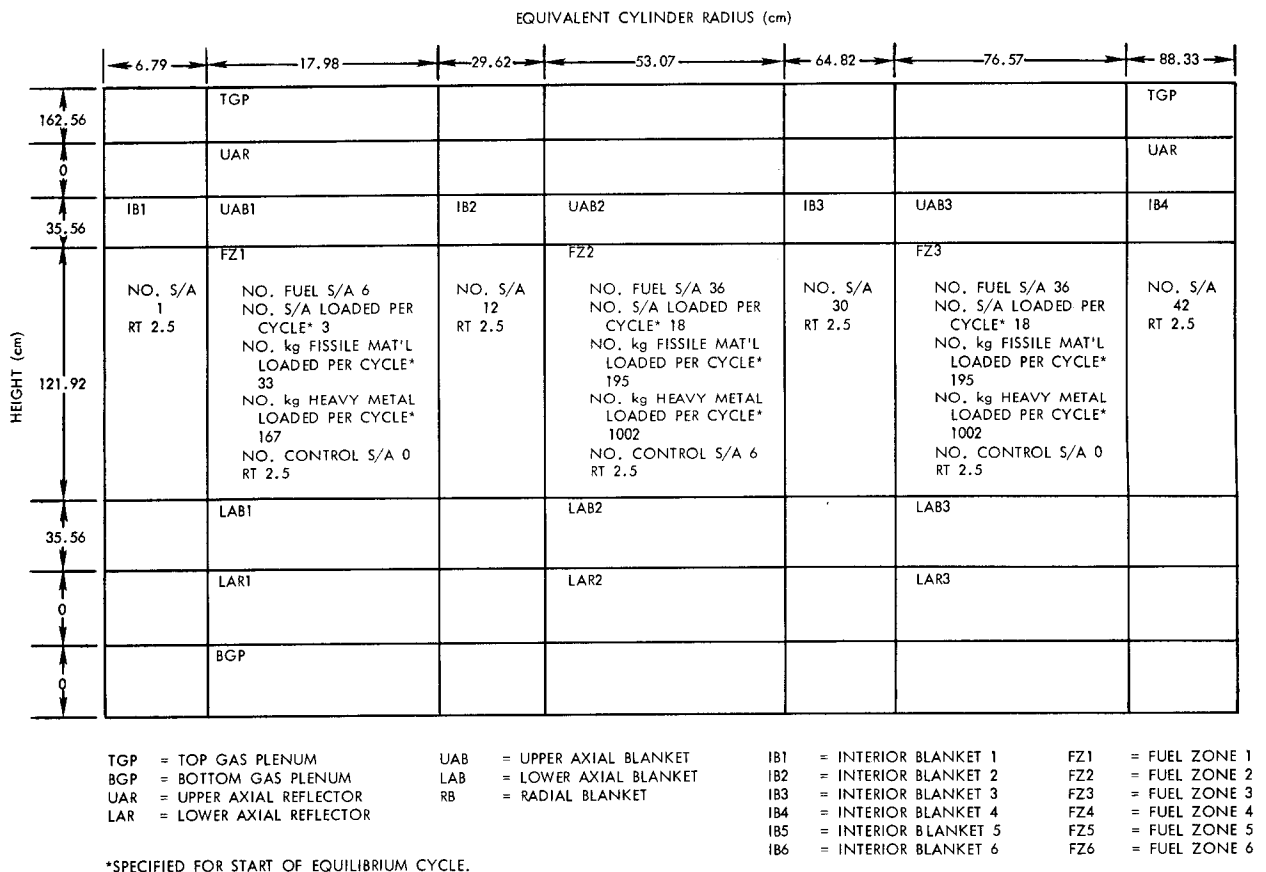 EQUIVALENT CYLINDER RADIUS (cm)
6.79 17.98 29.62 53.07 64.82 76.57 88.33
HEIGHT (cm)
162.56
TGP TGP
0
UAR UAR
35.56
IB1 UAB1 IB2 UAB2 IB3 UAB3 IB4
121.92
NO. S/A
1
RT 2.5
FZ1
NO. FUEL S/A 6
NO. S/A LOADED PER
CYCLE* 3
NO. kg FISSILE MAT'L
LOADED PER CYCLE*
33
NO. kg HEAVY METAL
LOADED PER CYCLE*
167
NO. CONTROL S/A 0
RT 2.5
NO. S/A
12
RT 2.5
FZ2
NO. FUEL S/A 36
NO. S/A LOADED PER
CYCLE* 18
NO. kg FISSILE MAT'L
LOADED PER CYCLE*
195
NO. kg HEAVY METAL
LOADED PER CYCLE*
1002
NO. CONTROL S/A 6
RT 2.5
NO. S/A
30
RT 2.5
FZ3
NO. FUEL S/A 36
NO. S/A LOADED PER
CYCLE* 18
NO. kg FISSILE MAT'L
LOADED PER CYCLE*
195
NO. kg HEAVY METAL
LOADED PER CYCLE*
1002
NO. CONTROL S/A 0
RT 2.5
NO. S/A
42
RT 2.5
35.56
LAB1 LAB2 LAB3
0
LAR1 LAR2 LAR3
0
BGP
TGP = TOP GAS PLENUM
BGP = BOTTOM GAS PLENUM
UAR = UPPER AXIAL REFLECTOR
LAR = LOWER AXIAL REFLECTOR
UAB = UPPER AXIAL BLANKET
LAB = LOWER AXIAL BLANKET
RB = RADIAL BLANKET
IB1 = INTERIOR BLANKET 1
IB2 = INTERIOR BLANKET 2
IB3 = INTERIOR BLANKET 3
IB4 = INTERIOR BLANKET 4
IB5 = INTERIOR BLANKET 5
IB6 = INTERIOR BLANKET 6
FZ1 = FUEL ZONE 1
FZ2 = FUEL ZONE 2
FZ3 = FUEL ZONE 3
FZ4 = FUEL ZONE 4
FZ5 = FUEL ZONE 5
FZ6 = FUEL ZONE 6
*SPECIFIED FOR START OF EQUILIBRIUM CYCLE.